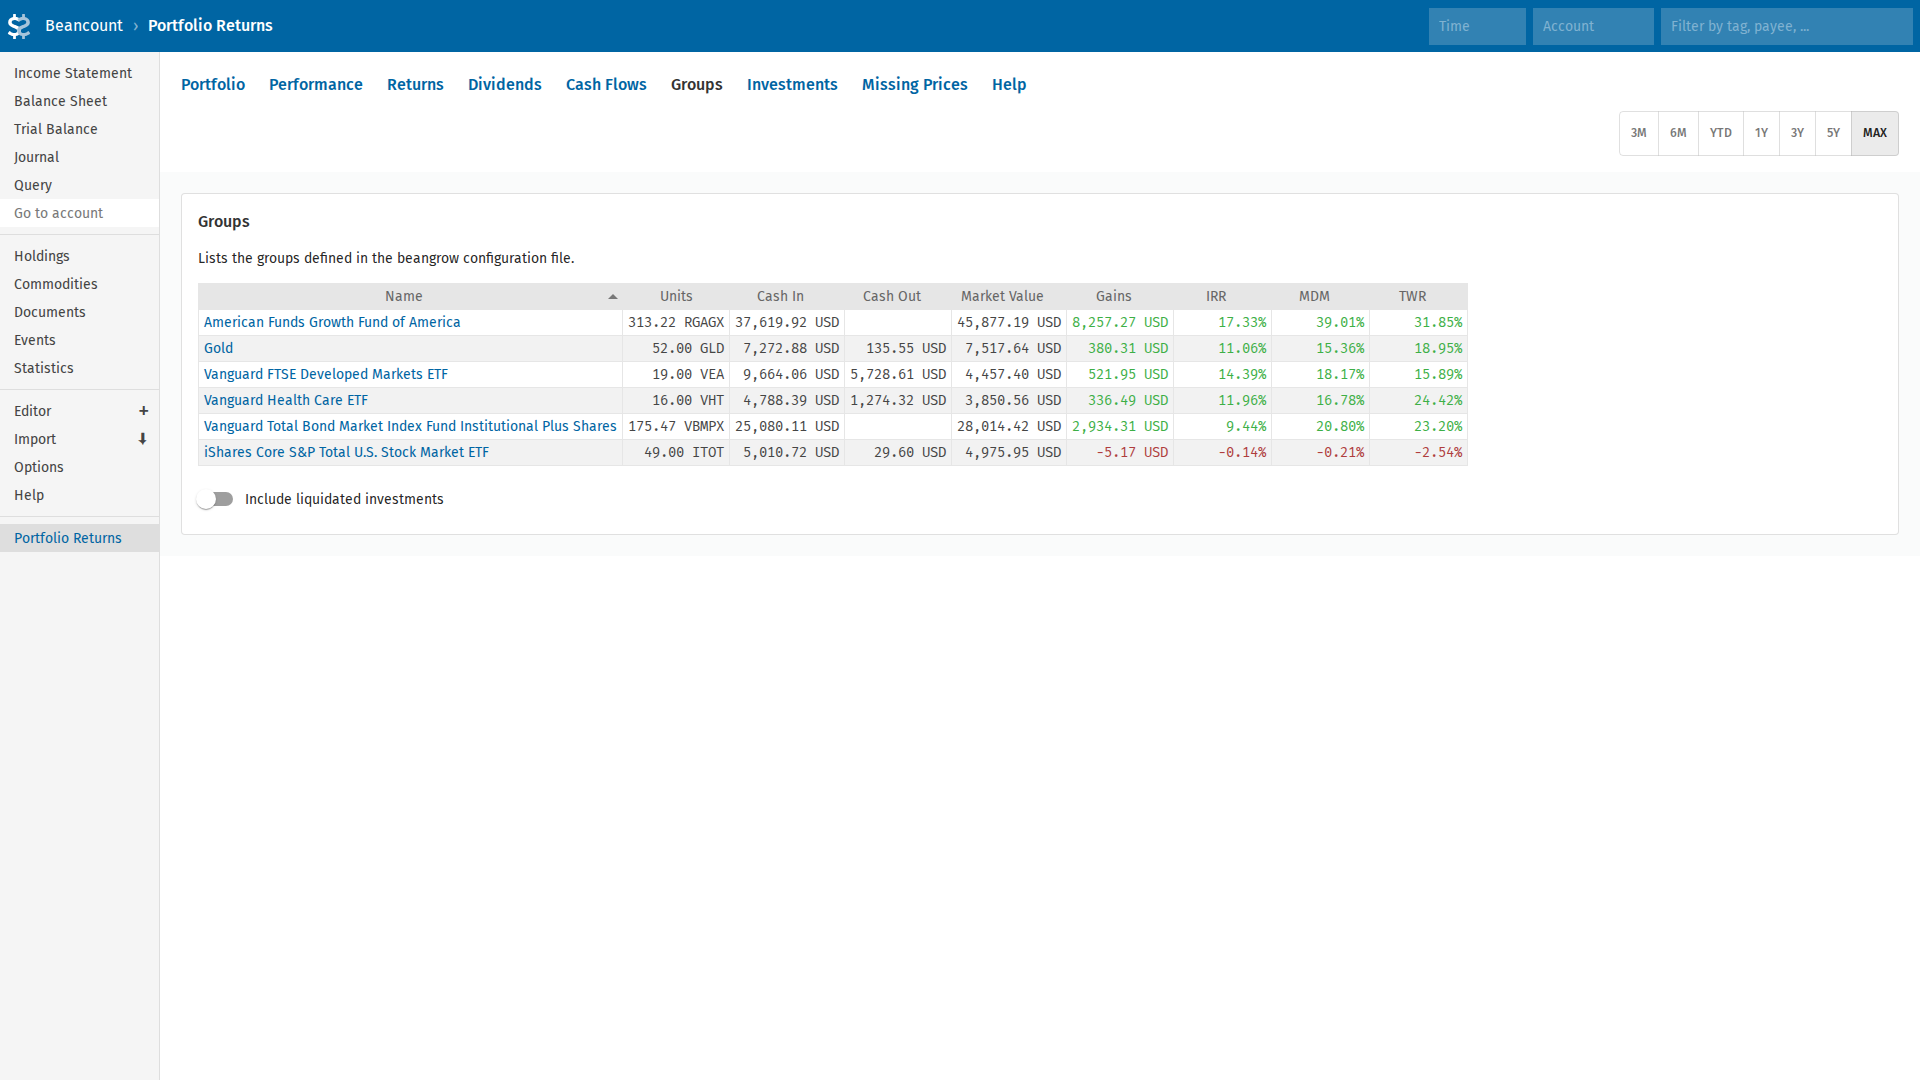 Beancount › Portfolio Returns
Time
Account
Filter by tag, payee, ...
Income Statement
Balance Sheet
Trial Balance
Journal
Query
Go to account
Holdings
Commodities
Documents
Events
Statistics
Editor +
Import
Options
Help
Portfolio Returns
Portfolio Performance Returns Dividends Cash Flows Groups Investments Missing Prices Help
3M 6M YTD 1Y 3Y 5Y MAX
Groups
Lists the groups defined in the beangrow configuration file.
Name Units Cash In Cash Out Market Value Gains IRR MDM TWR
American Funds Growth Fund of America 313.22 RGAGX 37,619.92 USD 45,877.19 USD 8,257.27 USD 17.33% 39.01% 31.85%
Gold 52.00 GLD 7,272.88 USD 135.55 USD 7,517.64 USD 380.31 USD 11.06% 15.36% 18.95%
Vanguard FTSE Developed Markets ETF 19.00 VEA 9,664.06 USD 5,728.61 USD 4,457.40 USD 521.95 USD 14.39% 18.17% 15.89%
Vanguard Health Care ETF 16.00 VHT 4,788.39 USD 1,274.32 USD 3,850.56 USD 336.49 USD 11.96% 16.78% 24.42%
Vanguard Total Bond Market Index Fund Institutional Plus Shares 175.47 VBMPX 25,080.11 USD 28,014.42 USD 2,934.31 USD 9.44% 20.80% 23.20%
iShares Core S&P Total U.S. Stock Market ETF 49.00 ITOT 5,010.72 USD 29.60 USD 4,975.95 USD -5.17 USD -0.14% -0.21% -2.54%
Include liquidated investments